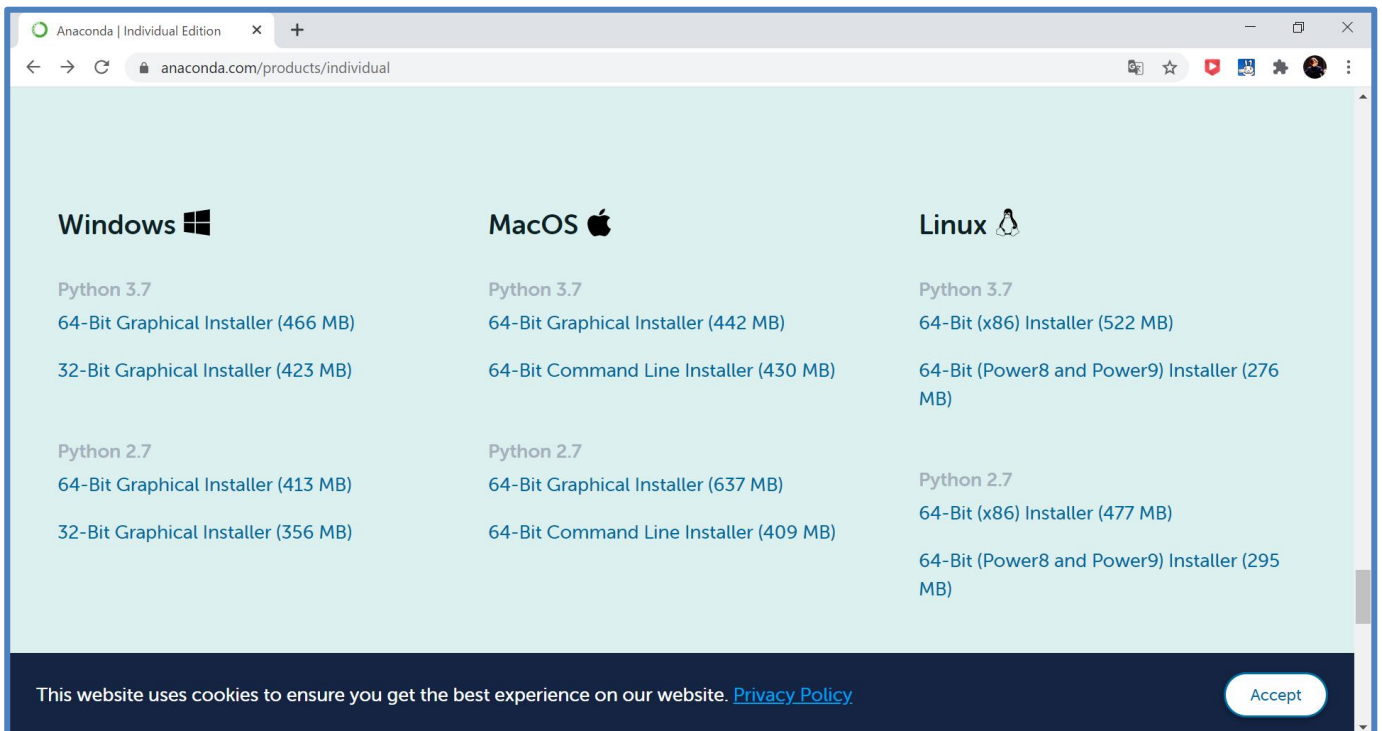 Anaconda | Individual Edition
anaconda.com/products/individual
Windows
Python 3.7
64-Bit Graphical Installer (466 MB)
32-Bit Graphical Installer (423 MB)
Python 2.7
64-Bit Graphical Installer (413 MB)
32-Bit Graphical Installer (356 MB)
MacOS
Python 3.7
64-Bit Graphical Installer (442 MB)
64-Bit Command Line Installer (430 MB)
Python 2.7
64-Bit Graphical Installer (637 MB)
64-Bit Command Line Installer (409 MB)
Linux
Python 3.7
64-Bit (x86) Installer (522 MB)
64-Bit (Power8 and Power9) Installer (276
MB)
Python 2.7
64-Bit (x86) Installer (477 MB)
64-Bit (Power8 and Power9) Installer (295
MB)
This website uses cookies to ensure you get the best experience on our website. Privacy Policy
Accept